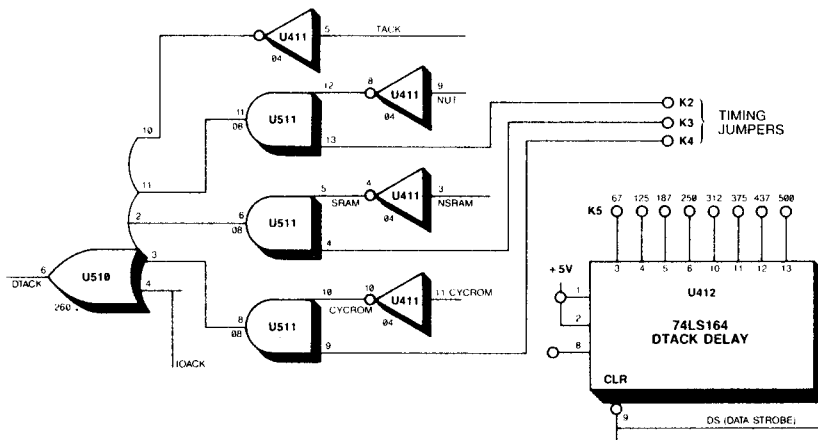 U411 5 TACK
04
8 9
12 U411 NUT
04
11 U511
08
13
K2
K3 TIMING
K4 JUMPERS
10
11
5 4 3
SRAM U411 NSRAM
04
2 6 U511
08
4
K5 67 125 187 250 312 375 437 500
3 4 5 6 10 11 12 13
+5V
U412
1
74LS164
2 DTACK DELAY
8
CLR
9
DS (DATA STROBE)
6 U510 3
DTACK
4
260
IOACK
10 10 11 CYCROM
CYCROM U411
04
8 U511
08
9